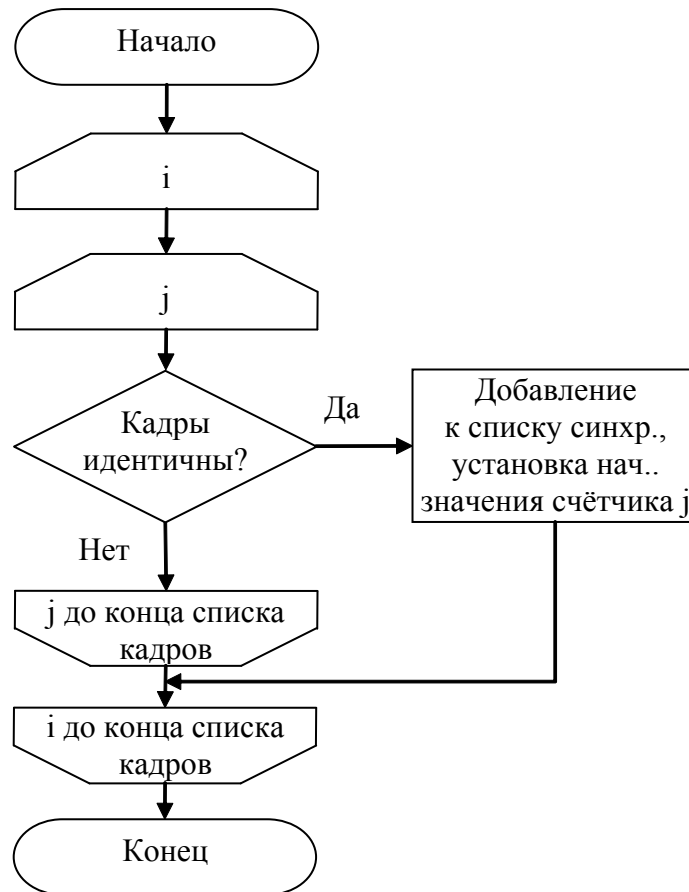 Начало
i
j
Кадры
идентичны?
Да
Добавление
к списку синхр.,
установка нач..
значения счётчика j
Нет
j до конца списка
кадров
i до конца списка
кадров
Конец